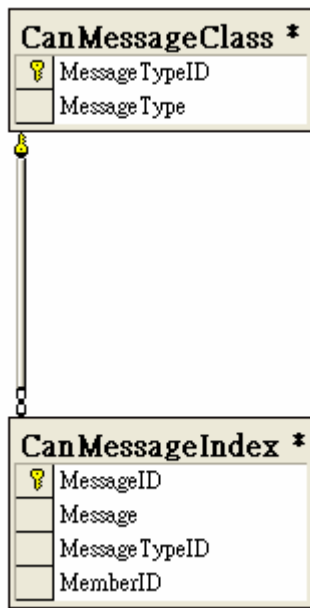 CanMessageClass *
MessageTypeID
MessageType
CanMessageIndex *
MessageID
Message
MessageTypeID
MemberID